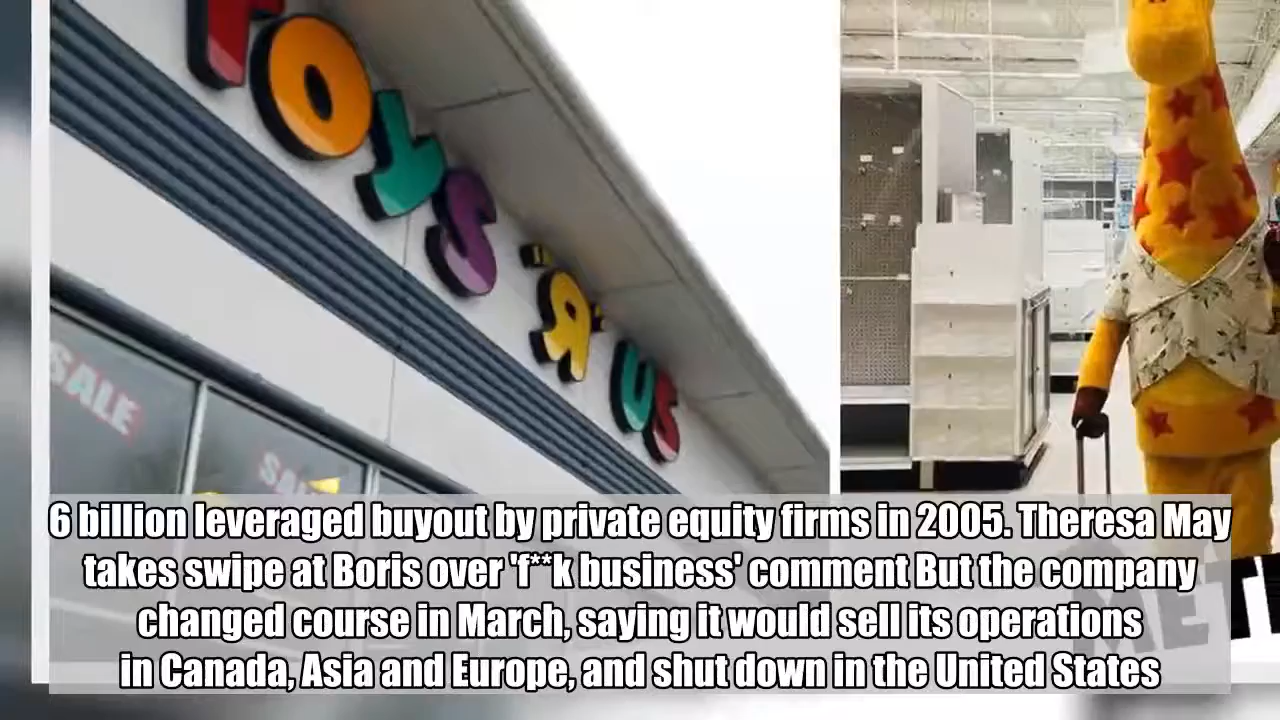 TOYS
"R"
US
SALE
SALE
6 billion leveraged buyout by private equity firms in 2005. Theresa May
takes swipe at Boris over 'f**k business' comment But the company
changed course in March, saying it would sell its operations
in Canada, Asia and Europe, and shut down in the United States